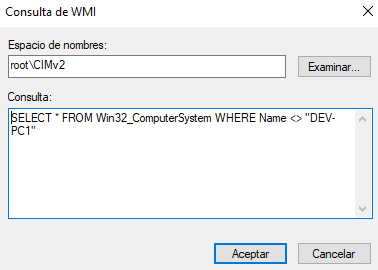 Consulta de WMI
Espacio de nombres:
root\CIMv2
Examinar...
Consulta:
SELECT * FROM Win32_ComputerSystem WHERE Name <> "DEV-
PC1"
Aceptar
Cancelar